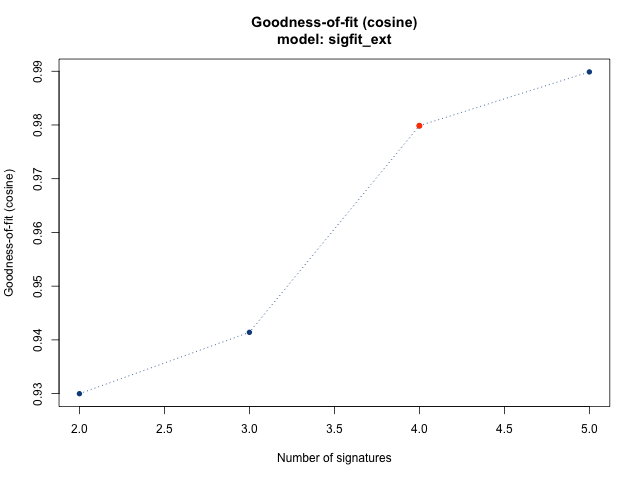 Goodness-of-fit (cosine)
model: sigfit_ext
Goodness-of-fit (cosine)
0.99
0.98
0.97
0.96
0.95
0.94
0.93
2.0 2.5 3.0 3.5 4.0 4.5 5.0
Number of signatures